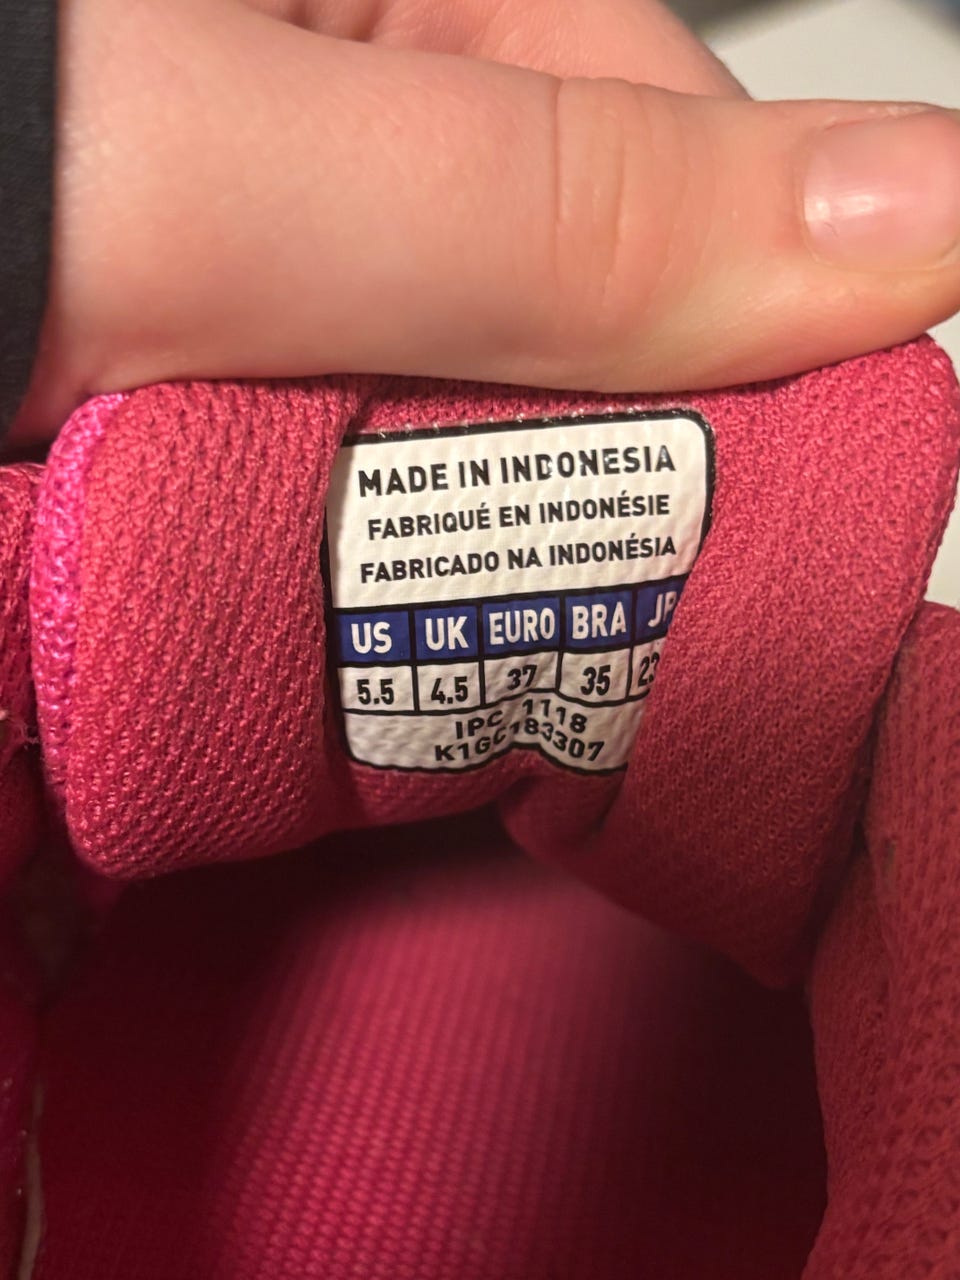 MADE IN INDONESIA
FABRIQUÉ EN INDONÉSIE
FABRICADO NA INDONÉSIA
US UK EURO BRA
5.5 4.5 37 35
IPC 1118
K1GC183307